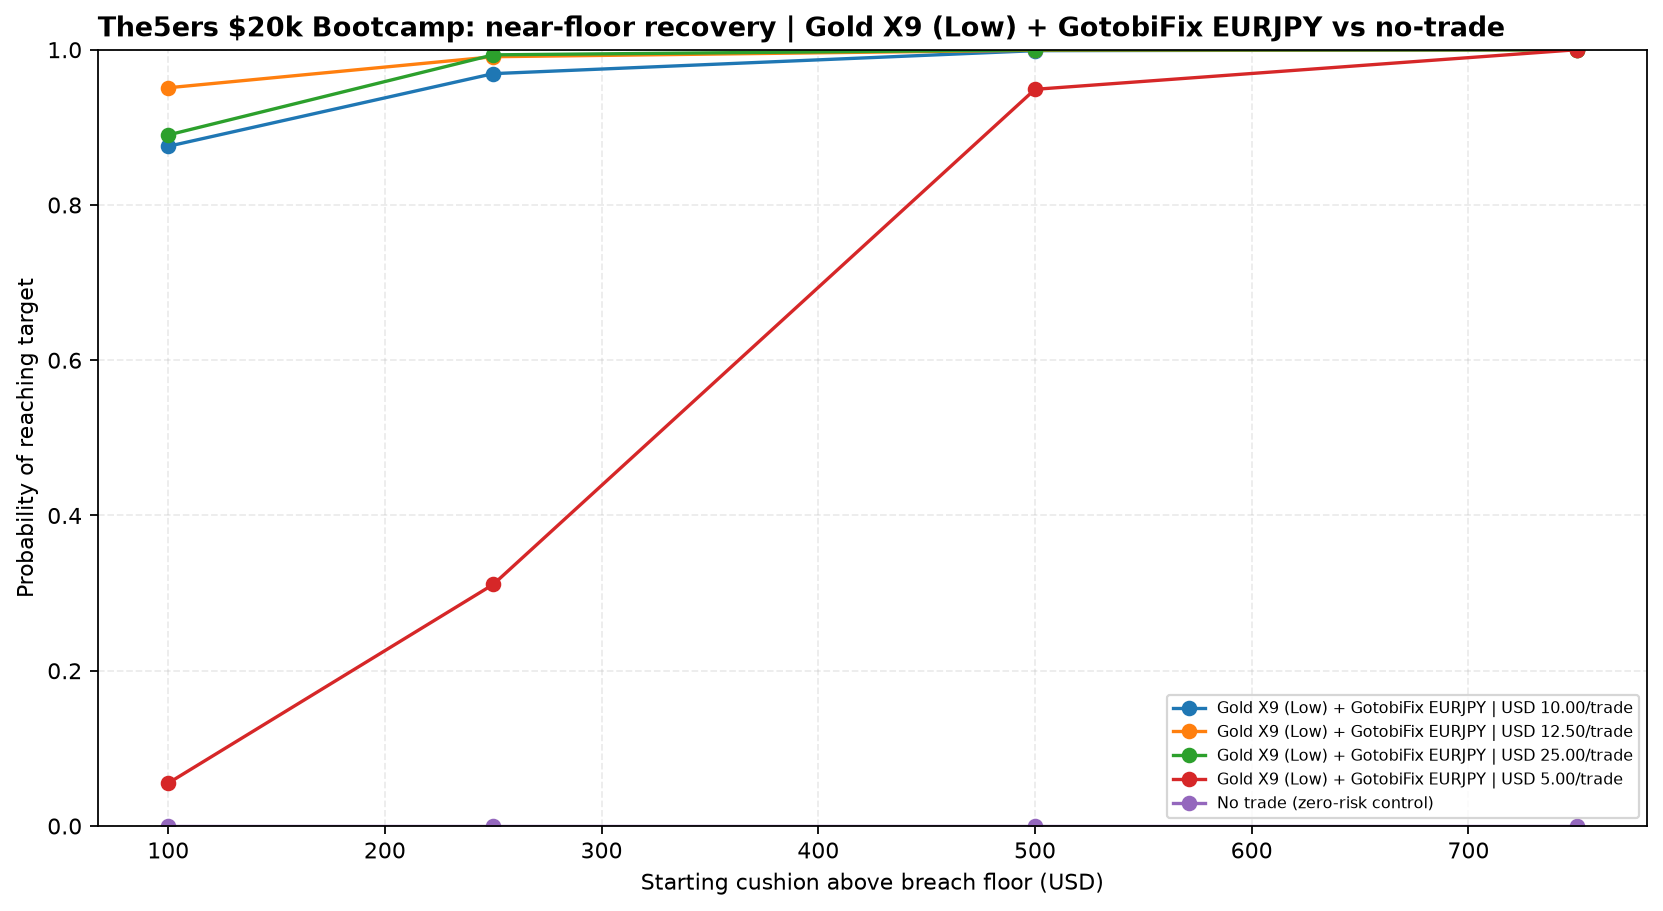 The5ers $20k Bootcamp: near-floor recovery | Gold X9 (Low) + GotobiFix EURJPY vs no-trade
1.0
0.8
0.6
0.4
0.2
0.0
Probability of reaching target
100
200
300
400
500
600
700
Starting cushion above breach floor (USD)
Gold X9 (Low) + GotobiFix EURJPY | USD 10.00/trade
Gold X9 (Low) + GotobiFix EURJPY | USD 12.50/trade
Gold X9 (Low) + GotobiFix EURJPY | USD 25.00/trade
Gold X9 (Low) + GotobiFix EURJPY | USD 5.00/trade
No trade (zero-risk control)